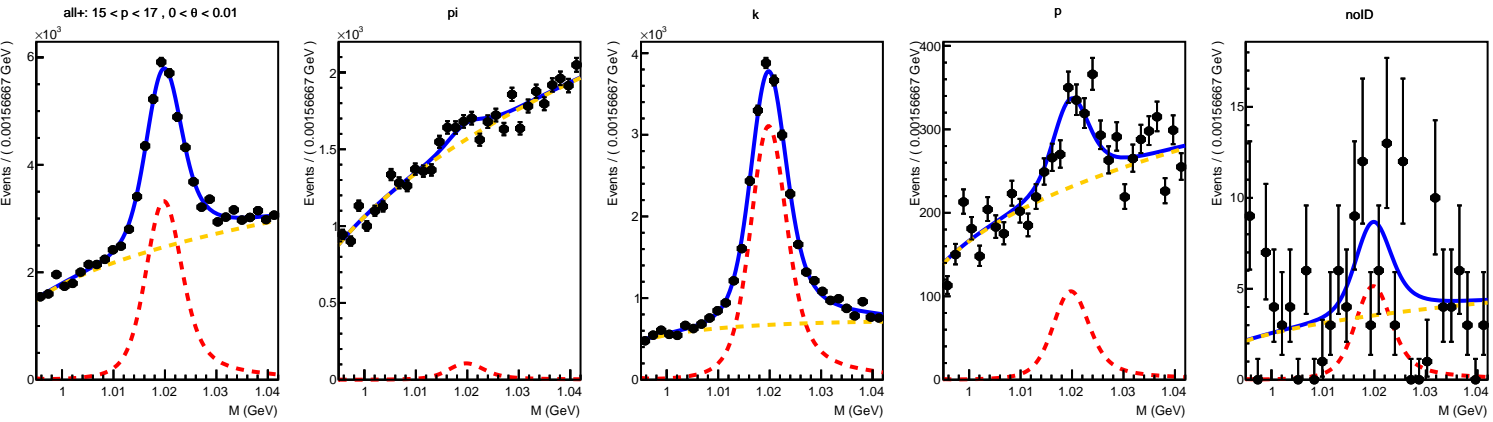 all+: 15 < p < 17 , 0 < θ < 0.01
×10³
Events / ( 0.00156667 GeV )
6
4
2
0
1 1.01 1.02 1.03 1.04
M (GeV)
pi
×10³
Events / ( 0.00156667 GeV )
2
1.5
1
0.5
0
1 1.01 1.02 1.03 1.04
M (GeV)
k
×10³
Events / ( 0.00156667 GeV )
4
3
2
1
0
1 1.01 1.02 1.03 1.04
M (GeV)
p
Events / ( 0.00156667 GeV )
400
300
200
100
0
1 1.01 1.02 1.03 1.04
M (GeV)
noID
Events / ( 0.00156667 GeV )
15
10
5
0
1 1.01 1.02 1.03 1.04
M (GeV)